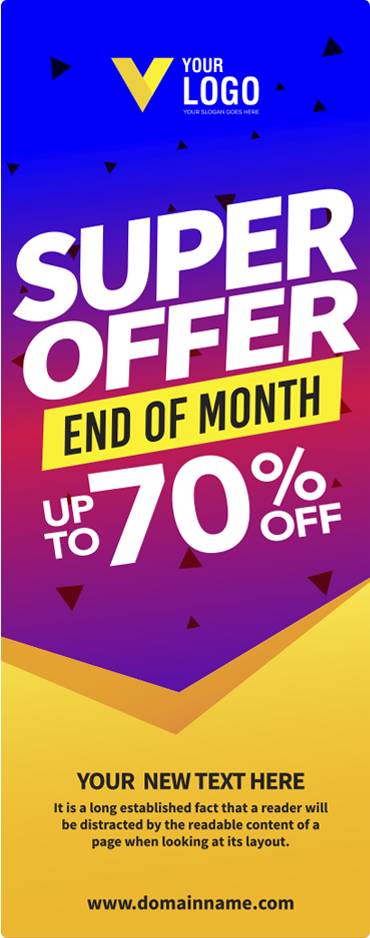 YOUR
LOGO
YOUR SLOGAN GOES HERE
SUPER
OFFER
END OF MONTH
UP
TO
70%
OFF
YOUR NEW TEXT HERE
It is a long established fact that a reader will
be distracted by the readable content of a
page when looking at its layout.
www.domainname.com